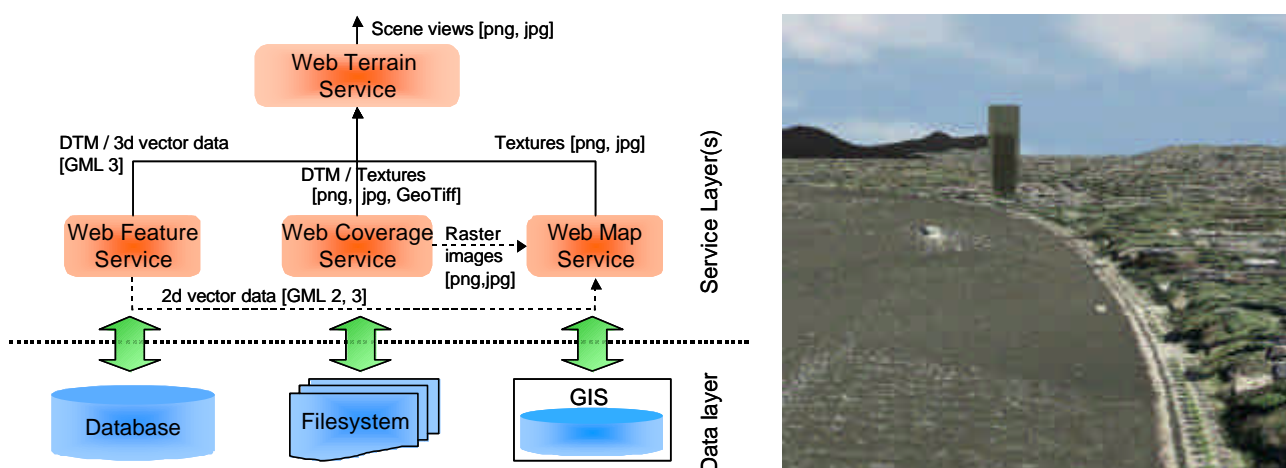 Scene views [png, jpg]
Web Terrain
Service
DTM / 3d vector data
[GML 3]
Textures [png, jpg]
DTM / Textures
[png, jpg, GeoTiff]
Web Feature
Service
Web Coverage
Service
Raster
images
[png,jpg]
Web Map
Service
2d vector data [GML 2, 3]
Service Layer(s)
Database
Filesystem
GIS
Data layer